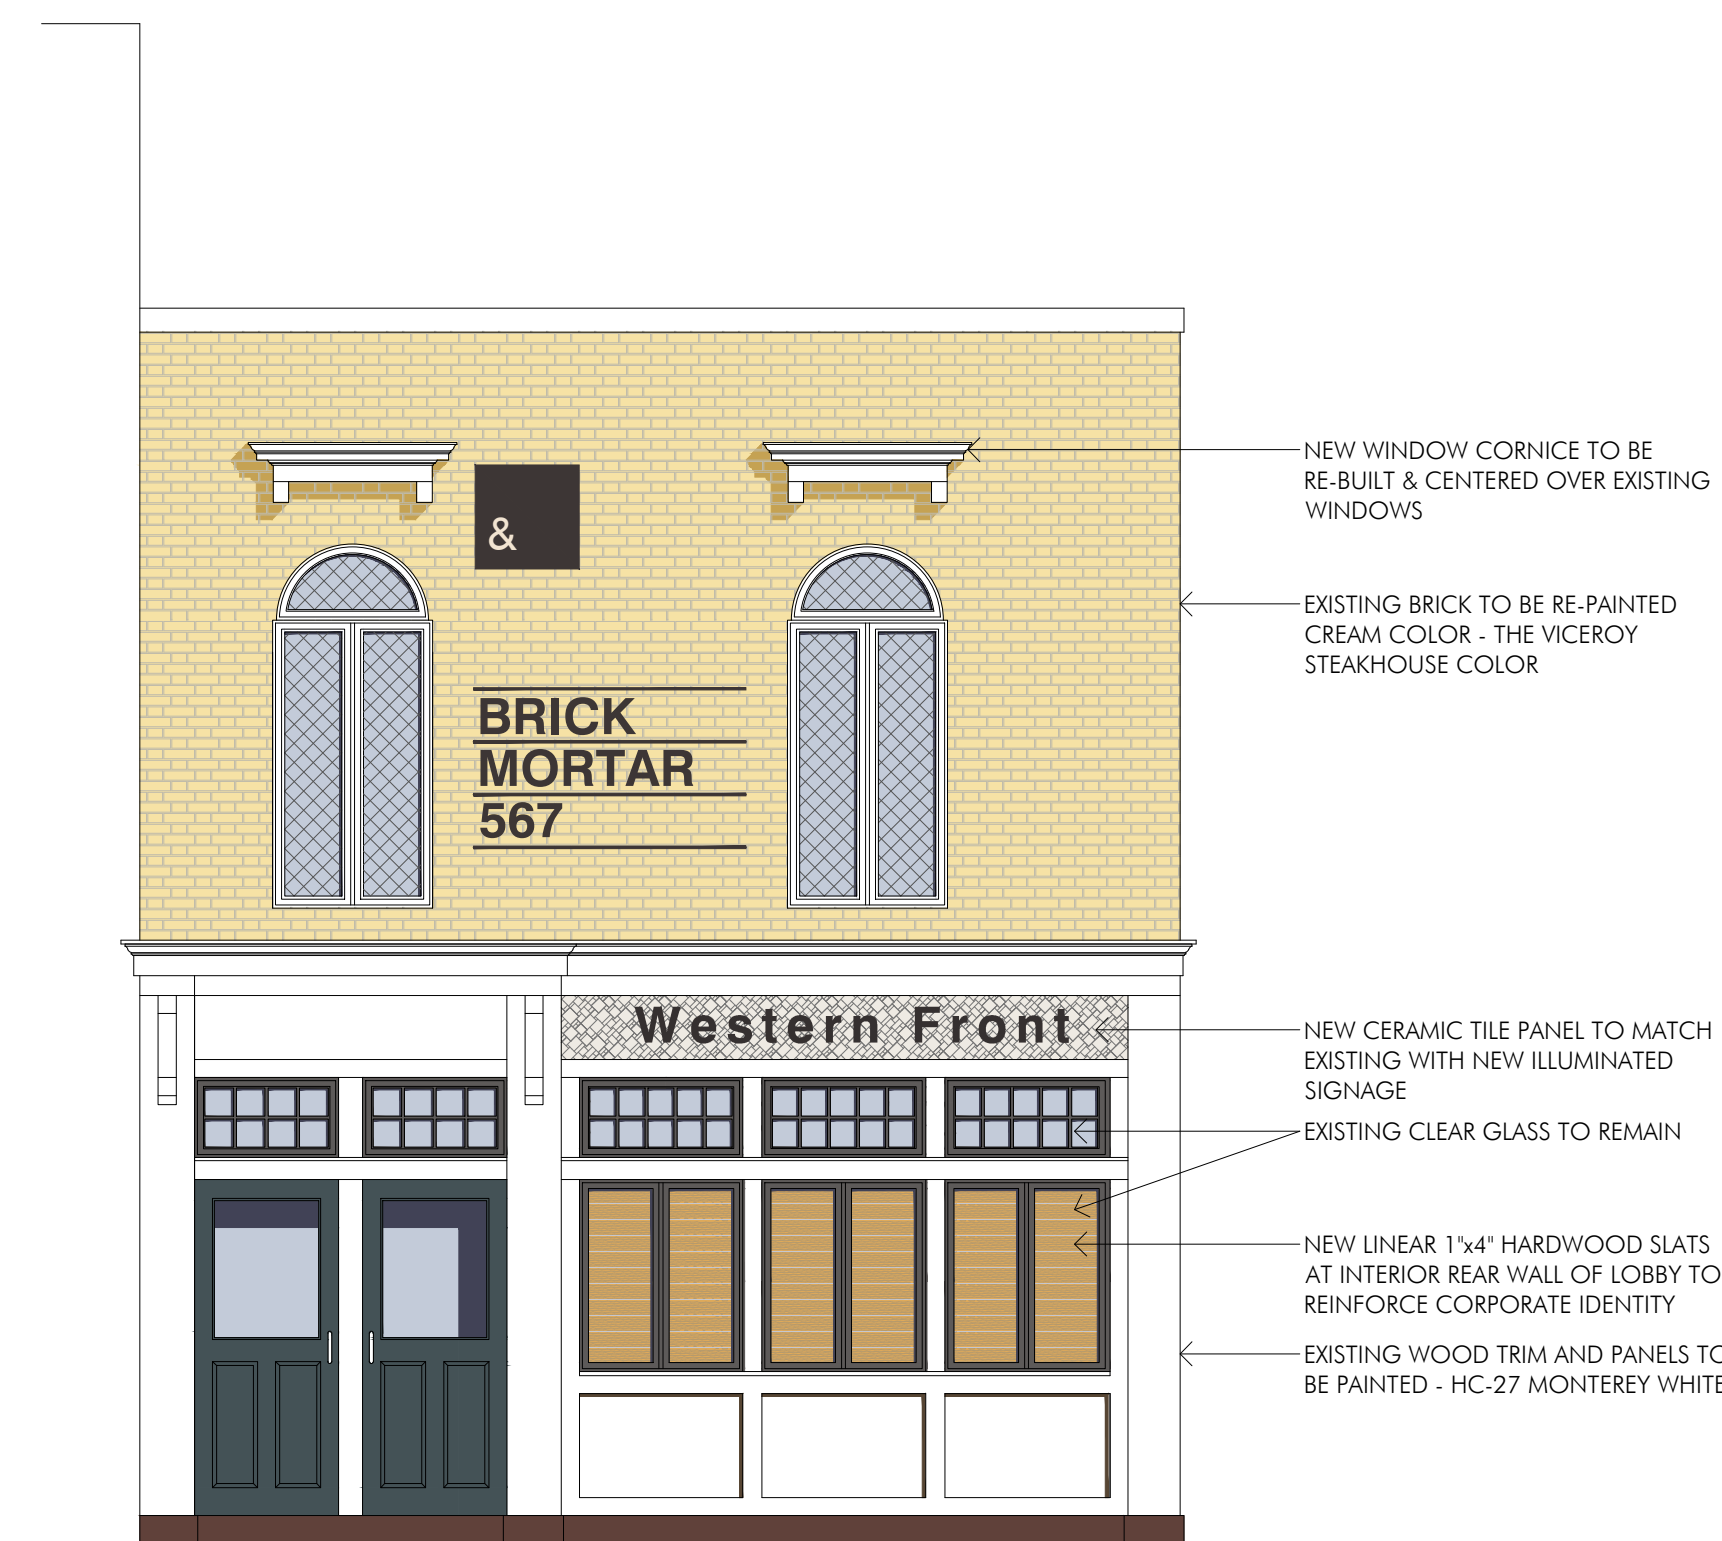 &
BRICK
MORTAR
567
Western Front
NEW WINDOW CORNICE TO BE
RE-BUILT & CENTERED OVER EXISTING
WINDOWS
EXISTING BRICK TO BE RE-PAINTED
CREAM COLOR - THE VICEROY
STEAKHOUSE COLOR
NEW CERAMIC TILE PANEL TO MATCH
EXISTING WITH NEW ILLUMINATED
SIGNAGE
EXISTING CLEAR GLASS TO REMAIN
NEW LINEAR 1"x4" HARDWOOD SLATS
AT INTERIOR REAR WALL OF LOBBY TO
REINFORCE CORPORATE IDENTITY
EXISTING WOOD TRIM AND PANELS TO
BE PAINTED - HC-27 MONTEREY WHITE